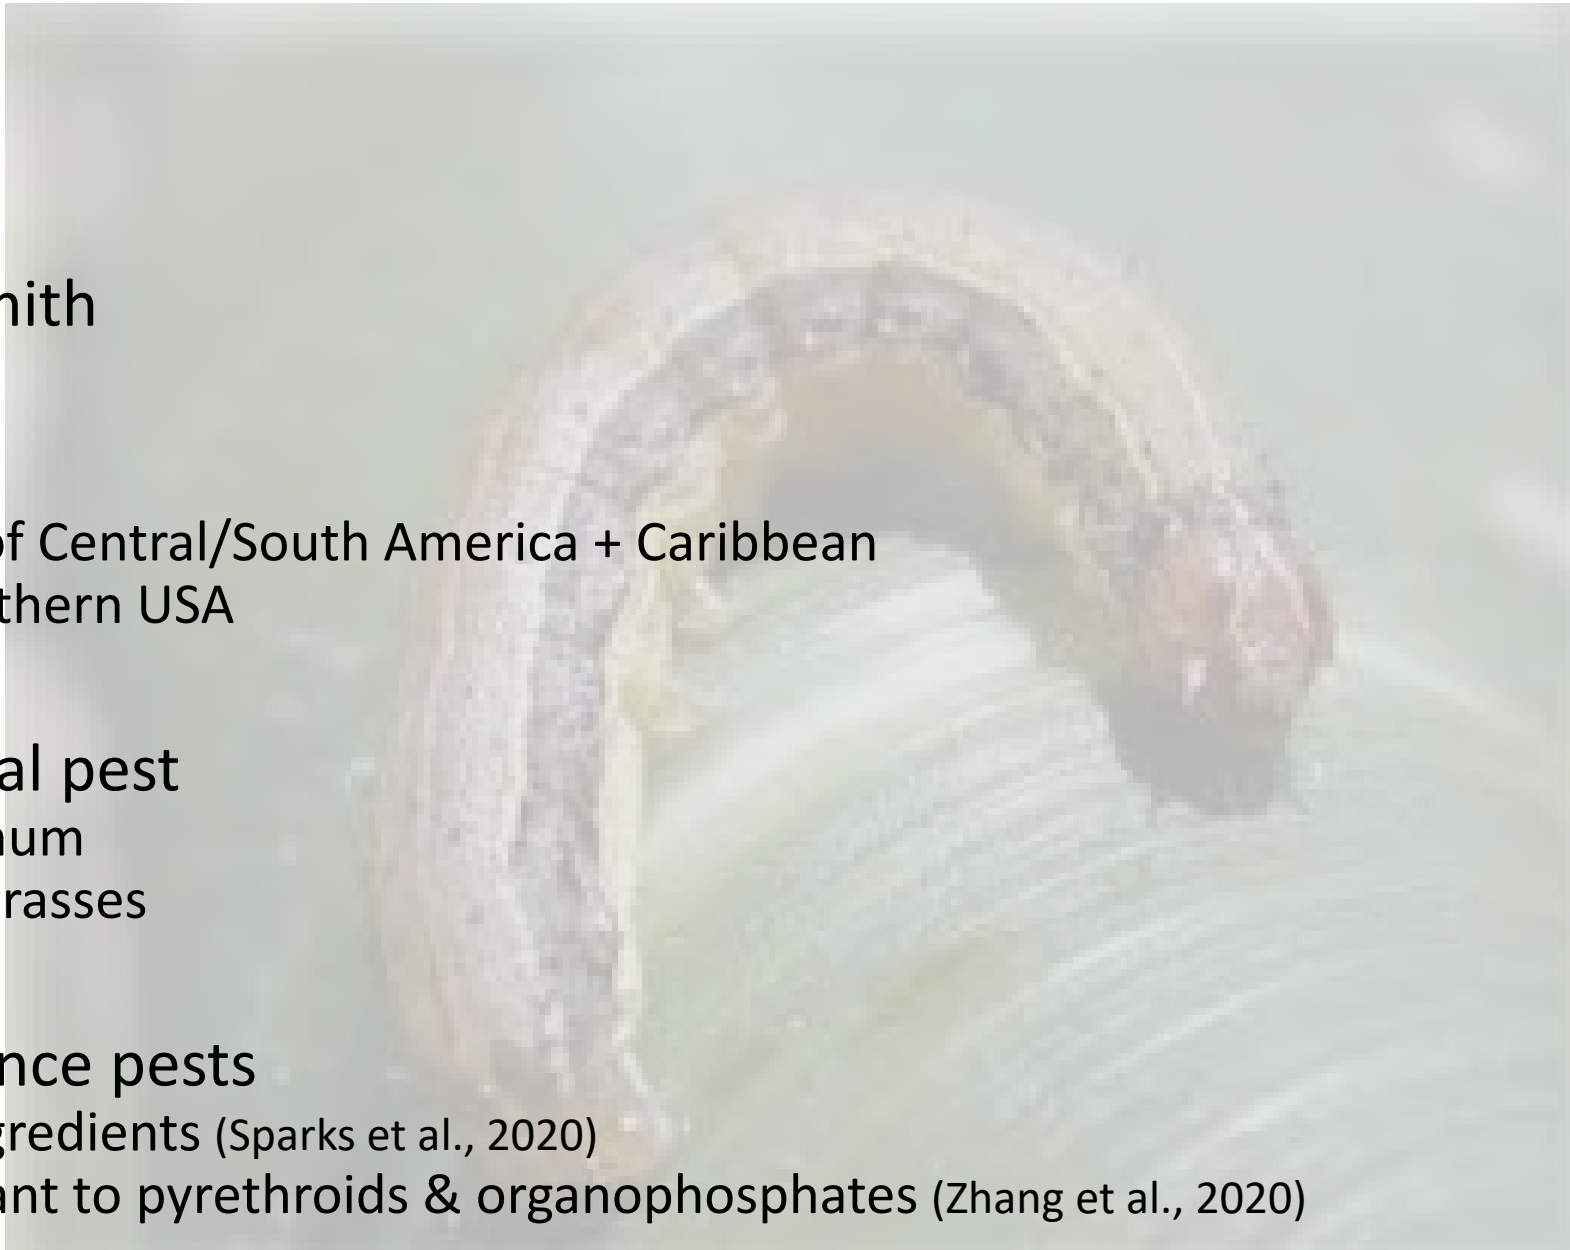 nith
of Central/South America + Caribbean
thern USA
al pest
num
rasses
nce pests
gredients (Sparks et al., 2020)
ant to pyrethroids & organophosphates (Zhang et al., 2020)